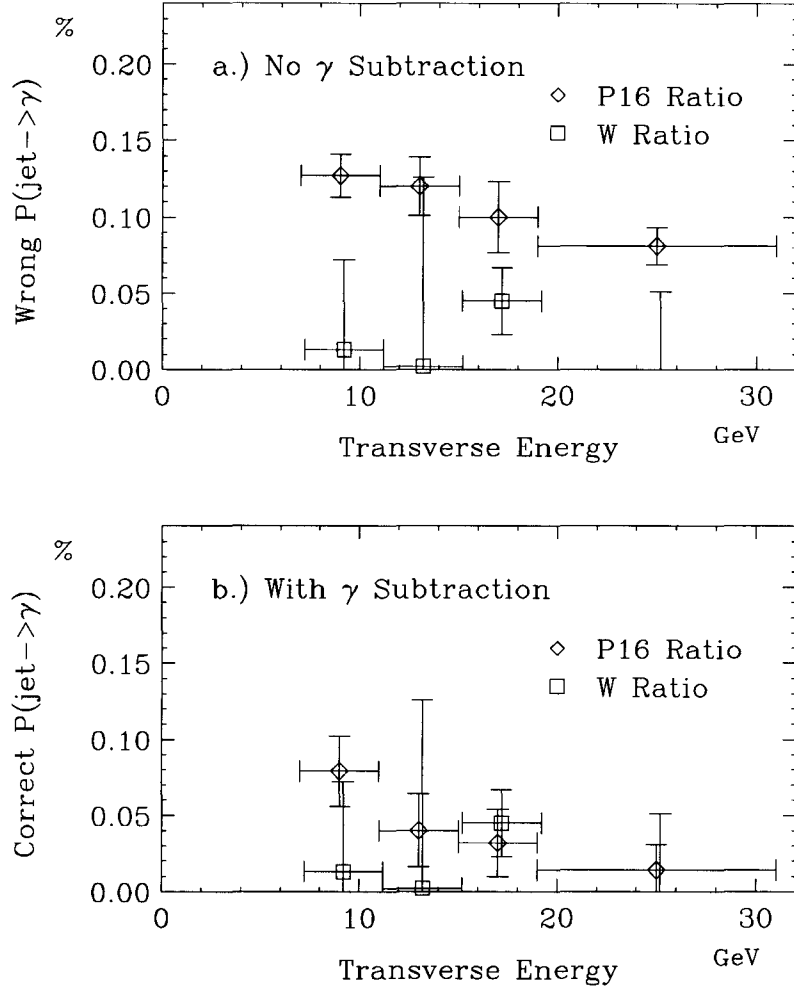 %
a.) No γ Subtraction
P16 Ratio
W Ratio
Wrong P(jet->γ)
0.20
0.15
0.10
0.05
0.00
0 10 20 30
Transverse Energy
GeV
%
b.) With γ Subtraction
P16 Ratio
W Ratio
Correct P(jet->γ)
0.20
0.15
0.10
0.05
0.00
0 10 20 30
Transverse Energy
GeV